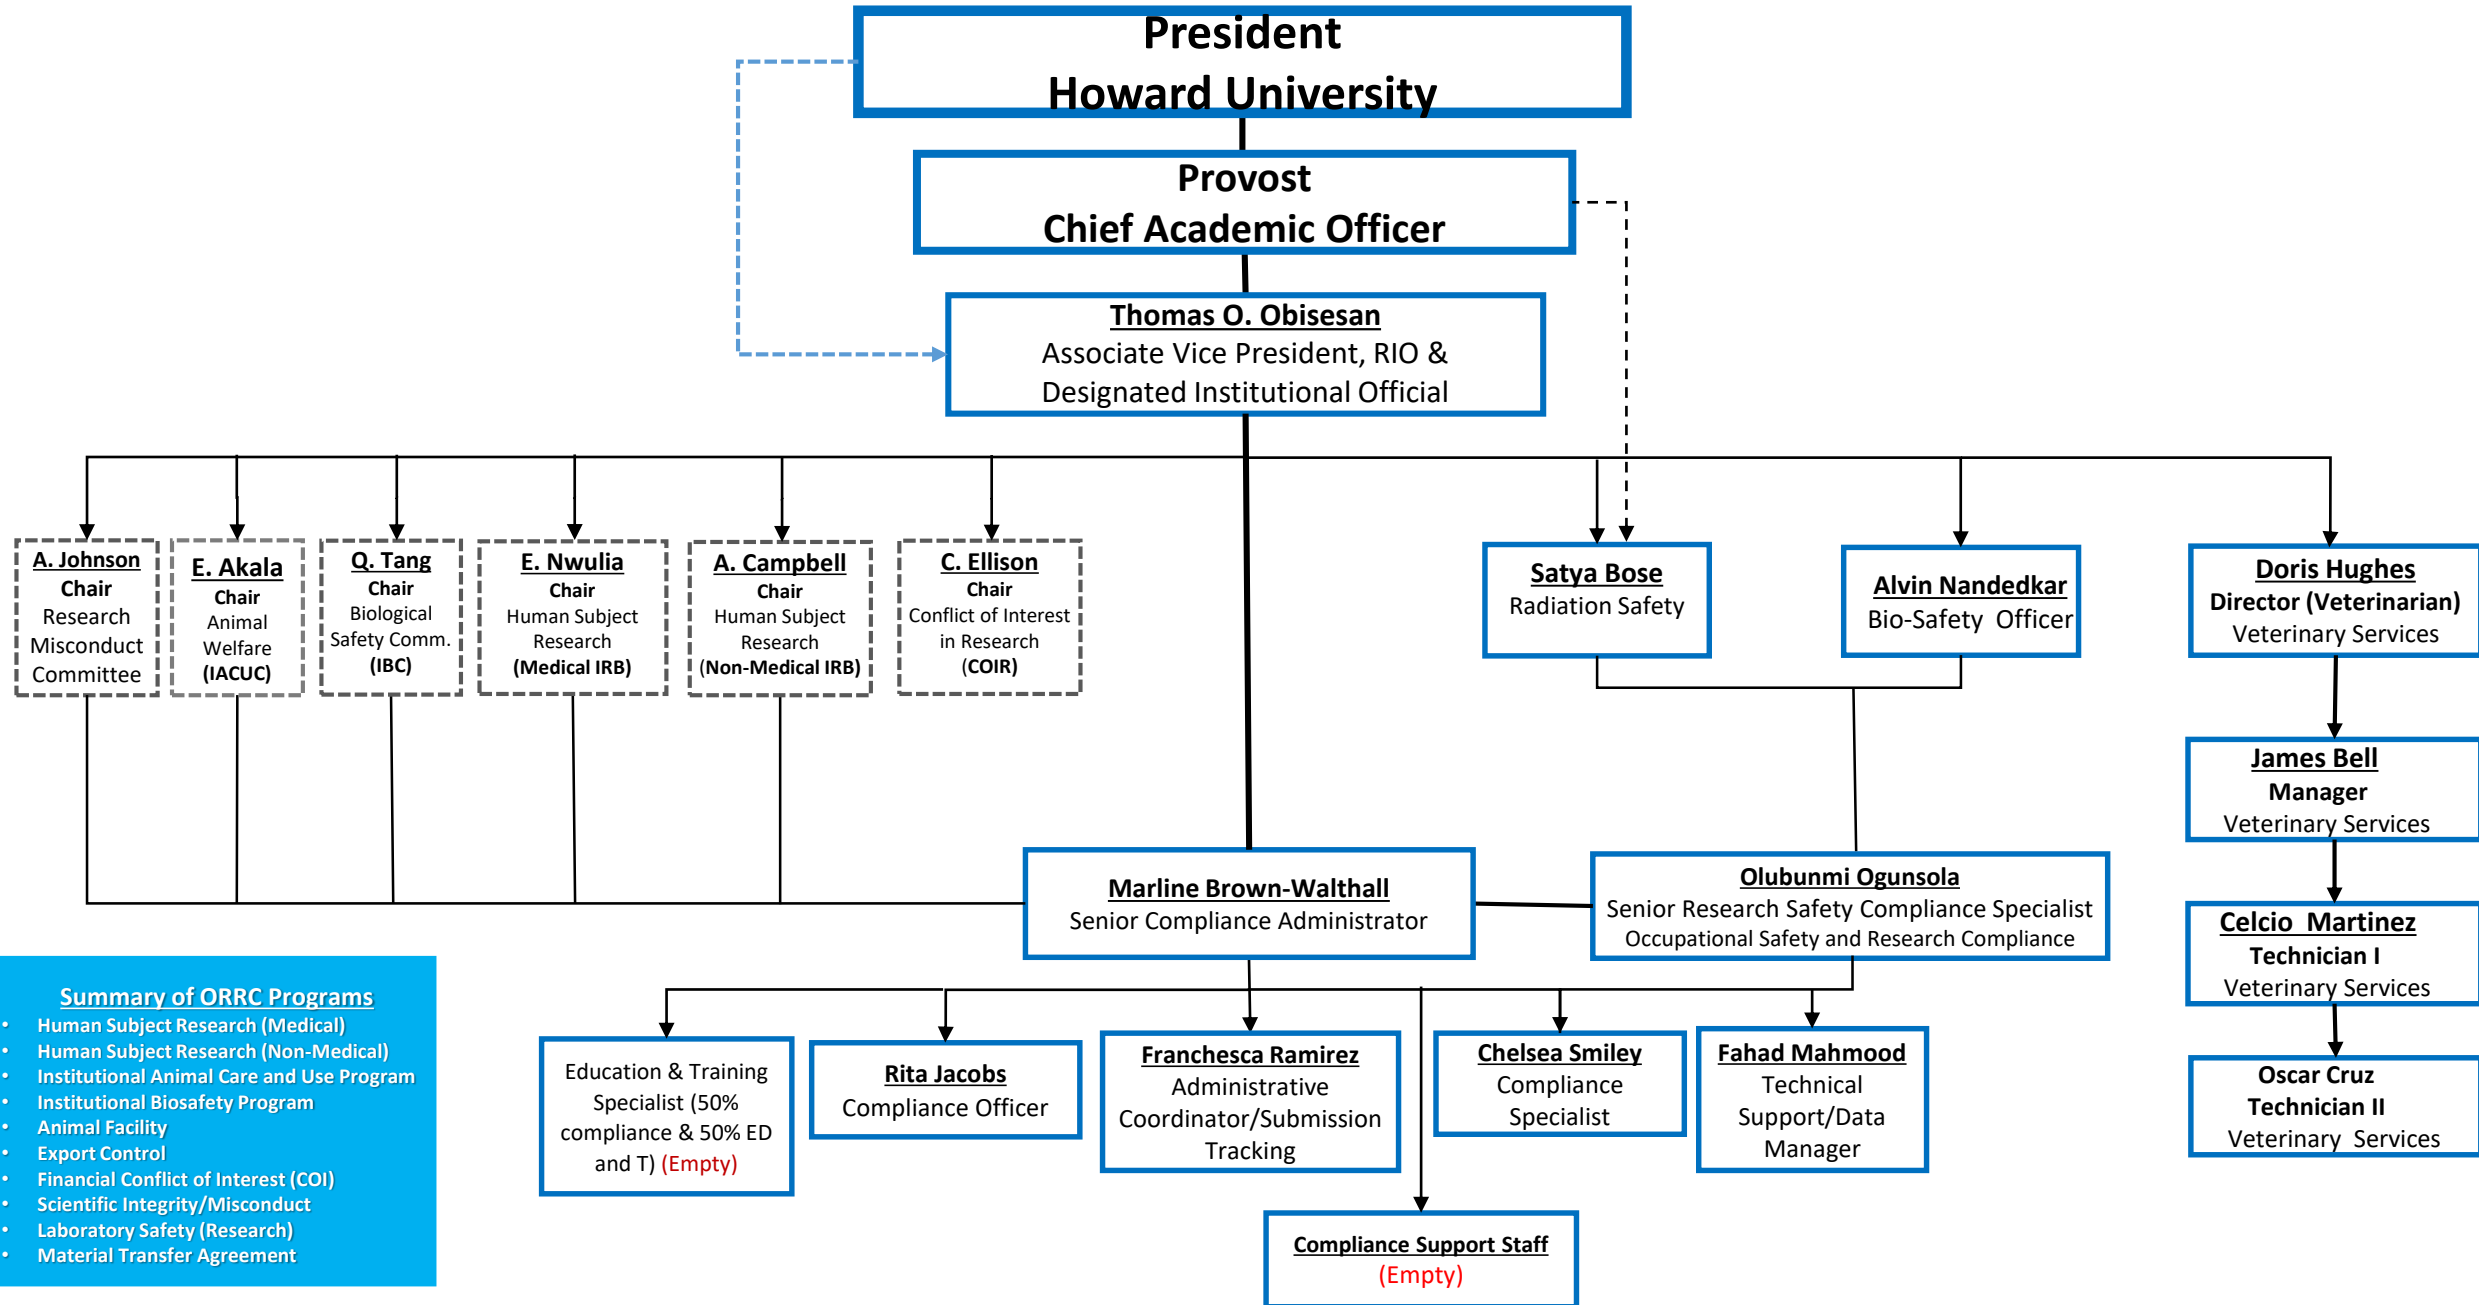 President
Howard University
Provost
Chief Academic Officer
Thomas O. Obisesan
Associate Vice President, RIO &
Designated Institutional Official
A. Johnson
Chair
Research
Misconduct
Committee
E. Akala
Chair
Animal
Welfare
(IACUC)
Q. Tang
Chair
Biological
Safety Comm.
(IBC)
E. Nwulia
Chair
Human Subject
Research
(Medical IRB)
A. Campbell
Chair
Human Subject
Research
(Non-Medical IRB)
C. Ellison
Chair
Conflict of Interest
in Research
(COIR)
Satya Bose
Radiation Safety
Alvin Nandedkar
Bio-Safety Officer
Doris Hughes
Director (Veterinarian)
Veterinary Services
James Bell
Manager
Veterinary Services
Marline Brown-Walthall
Senior Compliance Administrator
Olubunmi Ogunsola
Senior Research Safety Compliance Specialist
Occupational Safety and Research Compliance
Celcio Martinez
Technician I
Veterinary Services
Oscar Cruz
Technician II
Veterinary Services
Summary of ORRC Programs
• Human Subject Research (Medical)
• Human Subject Research (Non-Medical)
• Institutional Animal Care and Use Program
• Institutional Biosafety Program
• Animal Facility
• Export Control
• Financial Conflict of Interest (COI)
• Scientific Integrity/Misconduct
• Laboratory Safety (Research)
• Material Transfer Agreement
Education & Training
Specialist (50%
compliance & 50% ED
and T) (Empty)
Rita Jacobs
Compliance Officer
Franchesca Ramirez
Administrative
Coordinator/Submission
Tracking
Chelsea Smiley
Compliance
Specialist
Fahad Mahmood
Technical
Support/Data
Manager
Compliance Support Staff
(Empty)